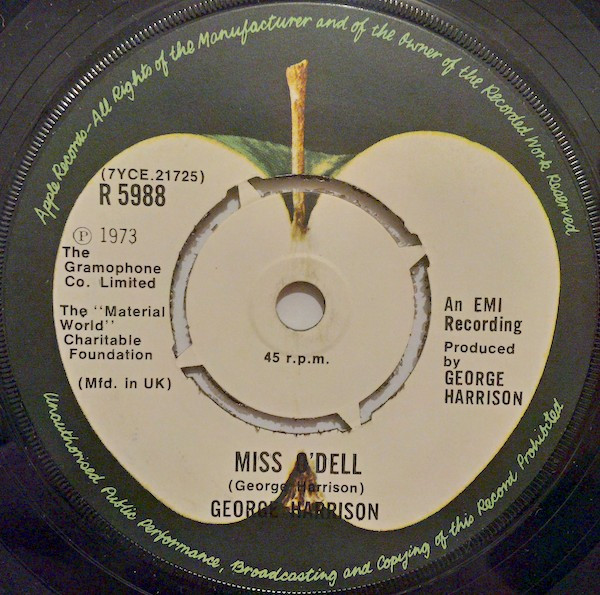 Apple Records-All Rights of the Manufacturer and of the Owner of the Recorded Work Reserved
(7YCE.21725)
R 5988
Ⓟ 1973
The
Gramophone
Co. Limited
The "Material
World"
Charitable
Foundation
(Mfd. in UK)
45 r.p.m.
An EMI
Recording
Produced
by
GEORGE
HARRISON
MISS O'DELL
(George Harrison)
GEORGE HARRISON
Unauthorised Public Performance, Broadcasting and Copying of this Record Prohibited